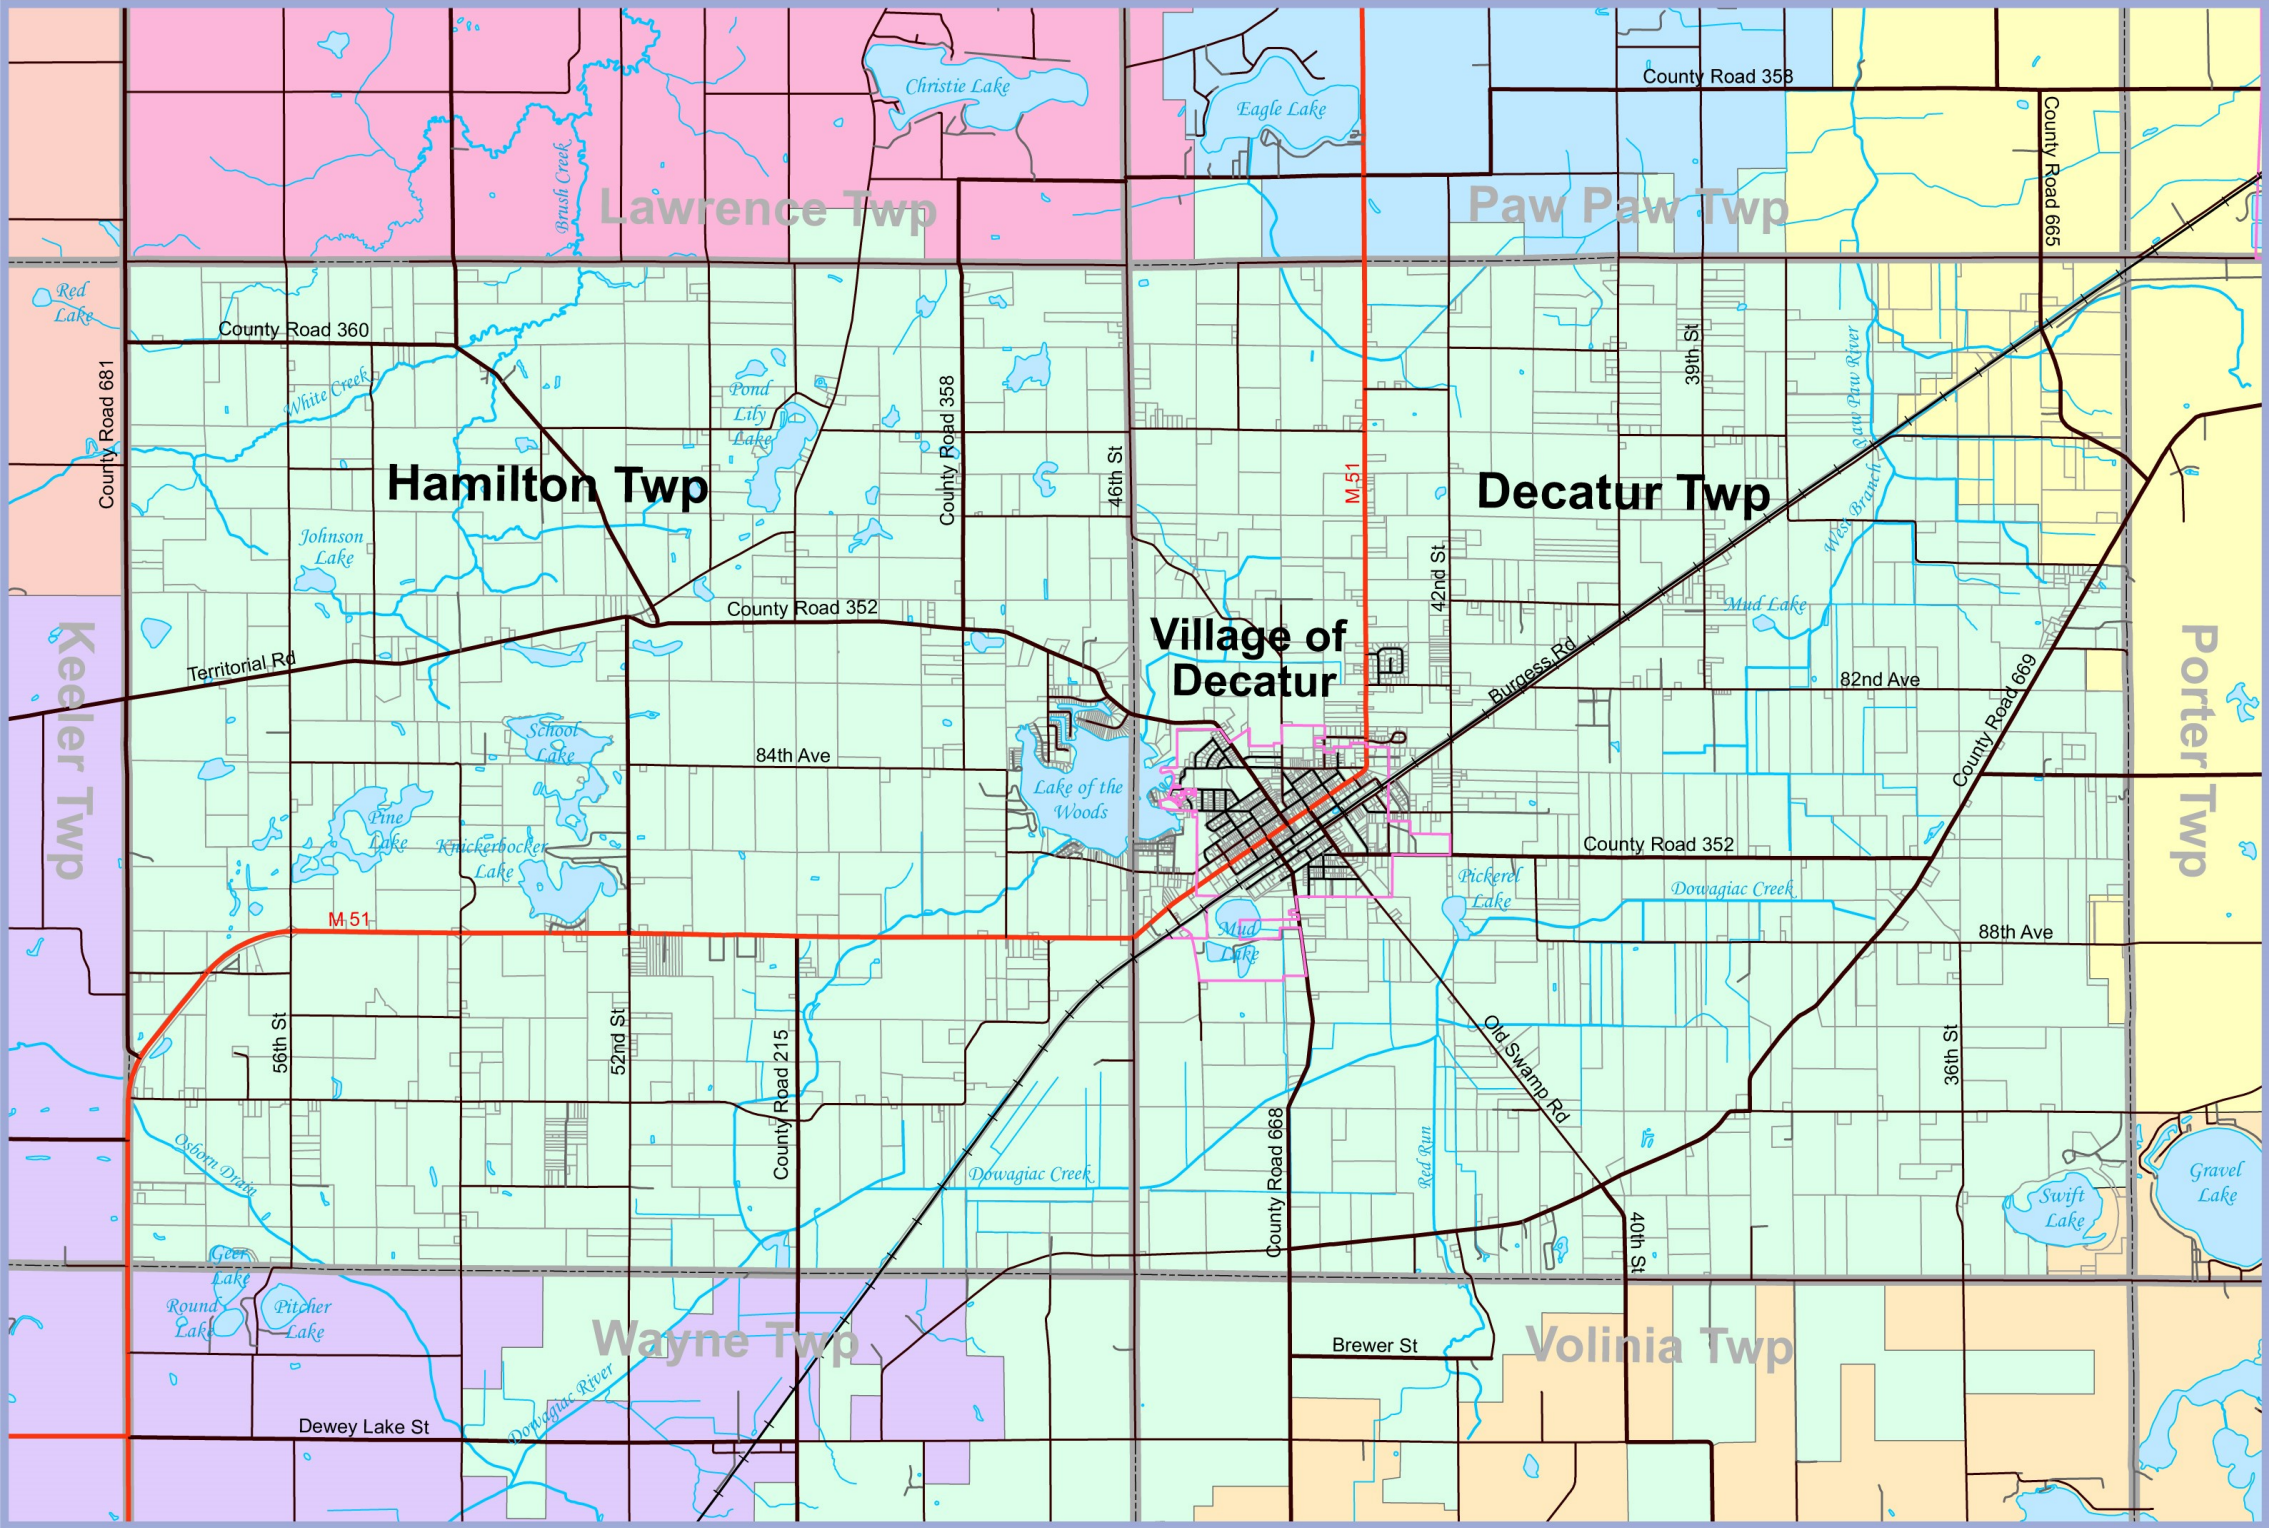 County Road 358
Christie Lake
Eagle Lake
County Road 665
Brush Creek
Lawrence Twp
Paw Paw Twp
Red
Lake
County Road 360
39th St
Paw Paw River
West Branch
County Road 681
White Creek
Pond
Lily
Lake
County Road 358
46th St
M 51
Hamilton Twp
Decatur Twp
Johnson
Lake
42nd St
County Road 352
Mud Lake
Village of
Decatur
Keeler Twp
Territorial Rd
Burgess Rd
82nd Ave
County Road 669
Porter Twp
School
Lake
84th Ave
Lake of the
Woods
Pine
Lake
Knickerbocker
Lake
County Road 352
Pickerel
Lake
Dowagiac Creek
M 51
Mud
Lake
88th Ave
56th St
52nd St
County Road 215
Old Swamp Rd
36th St
Osborn Drain
Dowagiac Creek
County Road 668
Red Run
Swift
Lake
Gravel
Lake
40th St
Geer
Lake
Round
Lake
Pitcher
Lake
Wayne Twp
Brewer St
Volinia Twp
Dowagiac River
Dewey Lake St